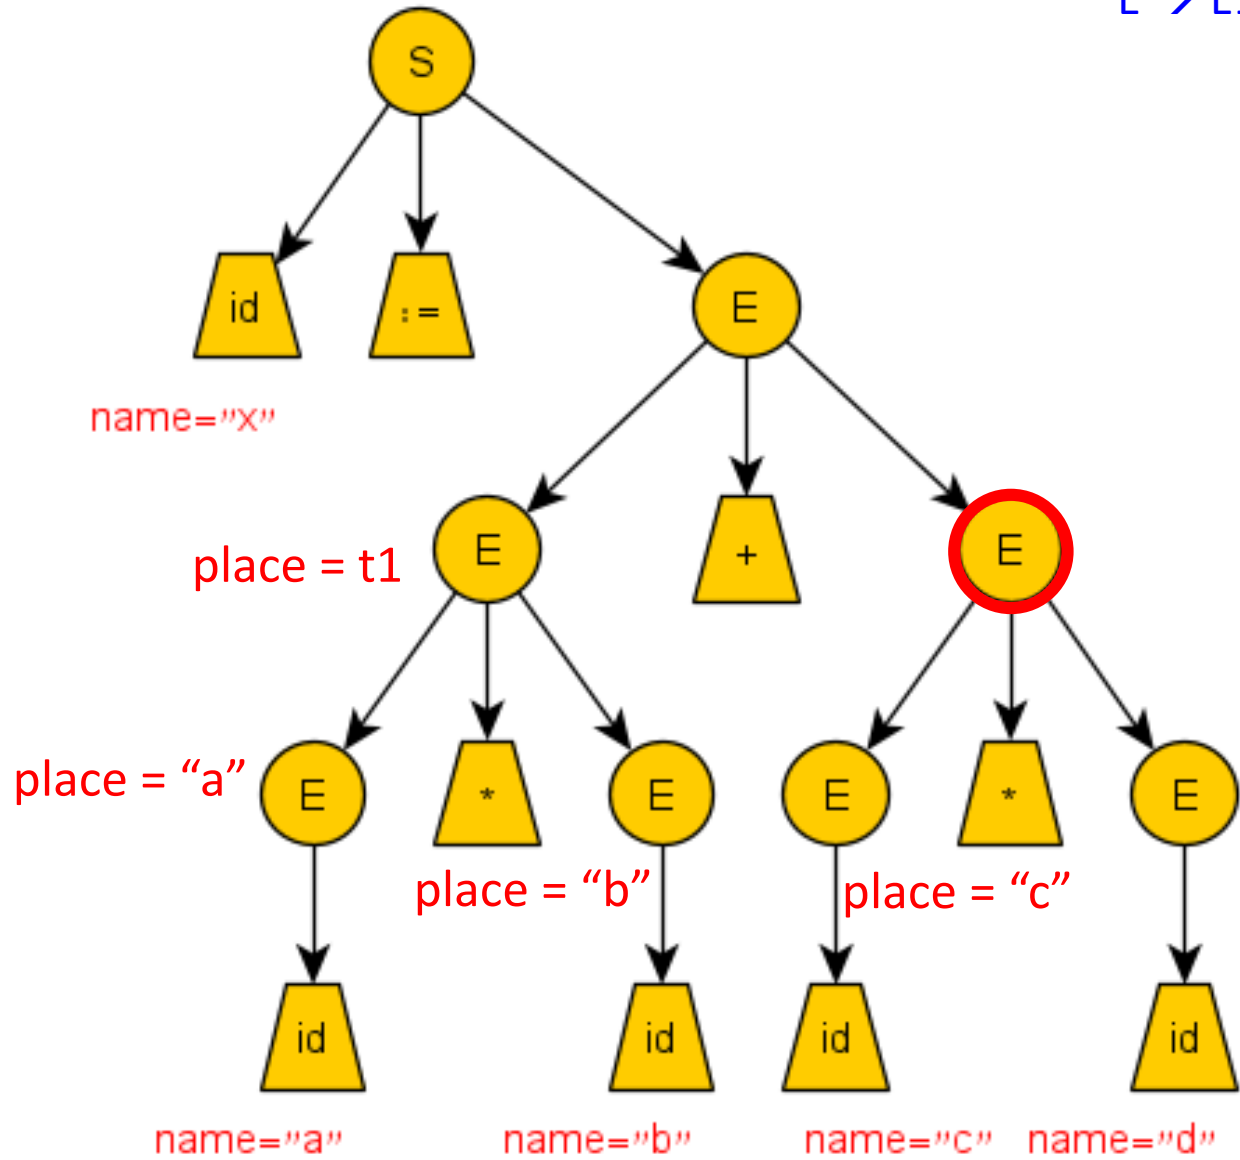 S
id
:=
E
name="x"
place = t1
E
+
E
place = “a”
E
*
E
E
*
E
place = “b”
place = “c”
id
id
id
id
name="a"
name="b"
name="c"
name="d"